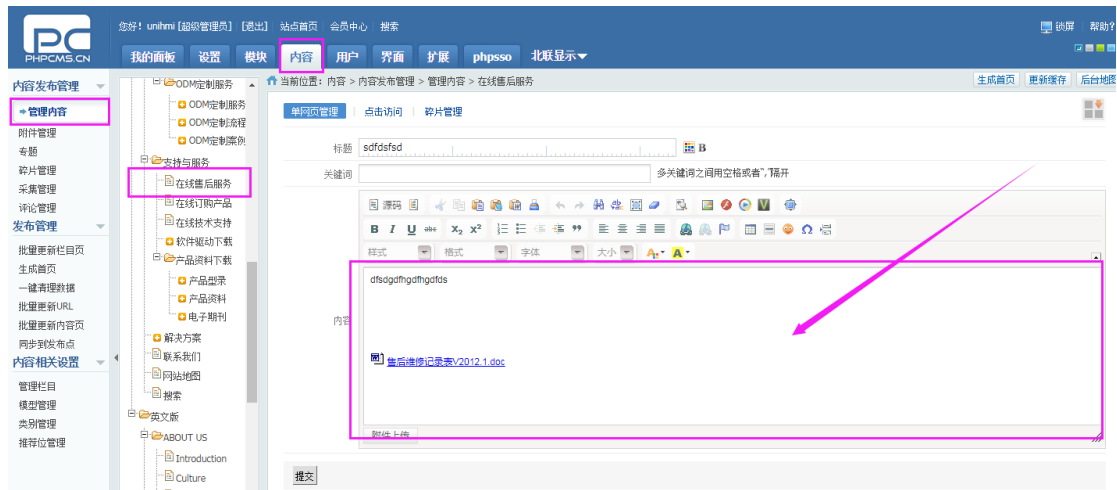 您好！unihmi [超级管理员] [退出] 站点首页 会员中心 搜索
锁屏 帮助?
PC
PHPCMS.CN
我的面板 设置 模块 内容 用户 界面 扩展 phpsso 北联显示
当前位置：内容 > 内容发布管理 > 管理内容 > 在线售后服务
生成首页 更新缓存 后台地图
内容发布管理
管理内容
附件管理
专题
碎片管理
采集管理
评论管理
发布管理
批量更新栏目页
生成首页
一键清理数据
批量更新URL
批量更新内容页
同步到发布点
内容相关设置
管理栏目
模型管理
类别管理
推荐位管理
ODM定制服务
ODM定制服务
ODM定制流程
ODM定制案例
支持与服务
在线售后服务
在线订购产品
在线技术支持
软件驱动下载
产品资料下载
产品型录
产品资料
电子期刊
解决方案
联系我们
网站地图
搜索
英文版
ABOUT US
Introduction
Culture
单网页管理 点击访问 碎片管理
标题 sdfdsfsd B
关键词 多关键词之间用空格或者“,”隔开
源码
B I U abc X₂ X²
样式 格式 字体 大小 A A
内容
dfsdgdfhgdfhgdfds
售后维修记录表V2012.1.doc
附件上传
提交